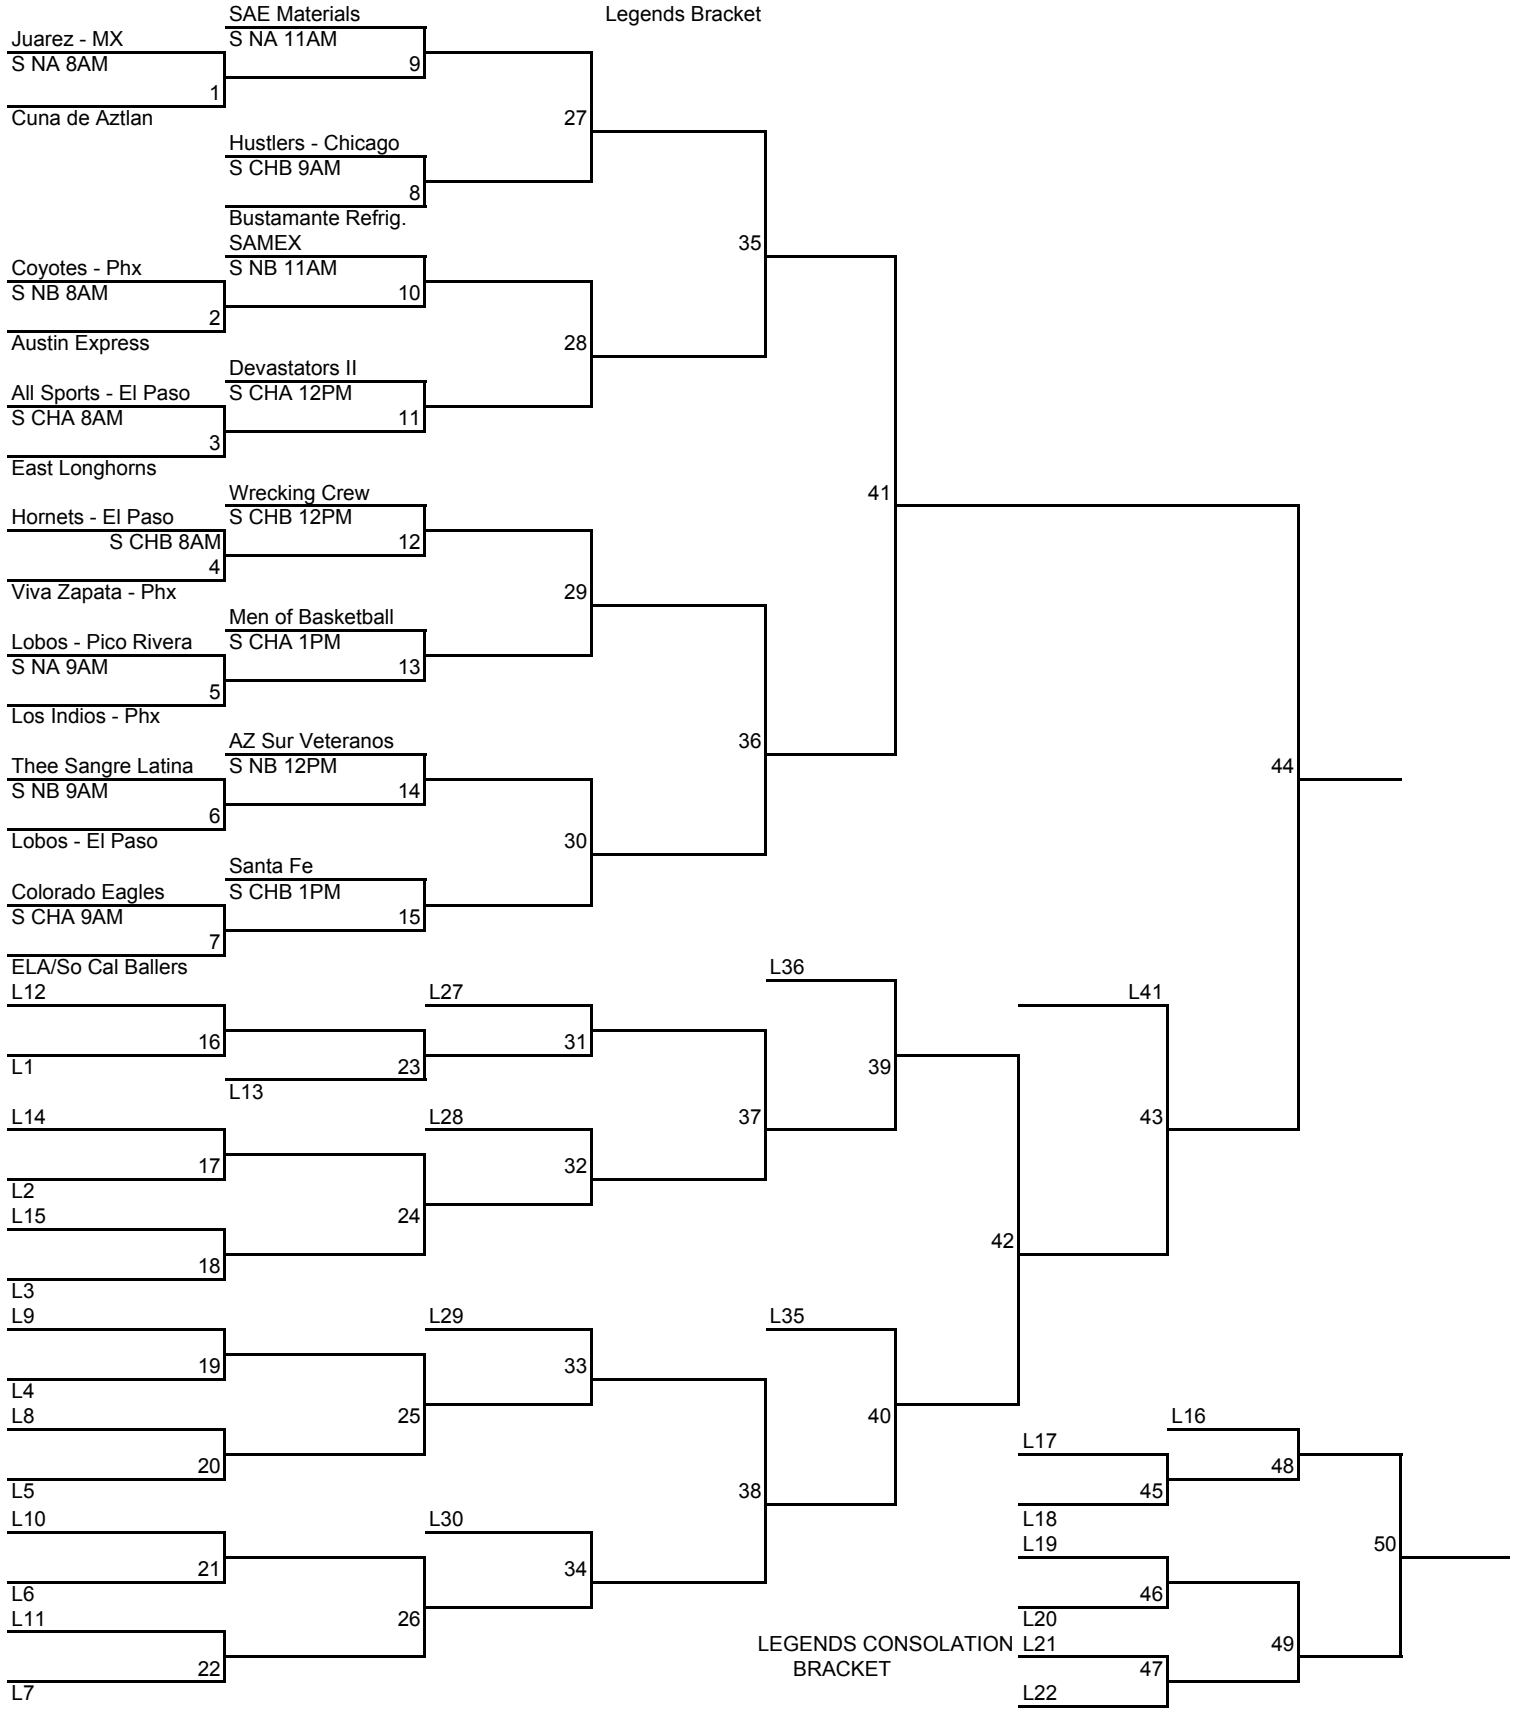 SAE Materials
Legends Bracket
Juarez - MX
S NA 11AM
S NA 8AM
9
1
Cuna de Aztlan
27
Hustlers - Chicago
S CHB 9AM
8
Bustamante Refrig.
SAMEX
35
Coyotes - Phx
S NB 11AM
S NB 8AM
10
2
Austin Express
28
Devastators II
All Sports - El Paso
S CHA 12PM
S CHA 8AM
11
3
East Longhorns
Wrecking Crew
41
Hornets - El Paso
S CHB 12PM
S CHB 8AM
12
4
Viva Zapata - Phx
29
Men of Basketball
Lobos - Pico Rivera
S CHA 1PM
S NA 9AM
13
5
Los Indios - Phx
AZ Sur Veteranos
36
Thee Sangre Latina
S NB 12PM
44
S NB 9AM
14
6
Lobos - El Paso
30
Santa Fe
Colorado Eagles
S CHB 1PM
S CHA 9AM
15
7
ELA/So Cal Ballers
L36
L12
L27
L41
16
31
L1
23
39
L13
L14
L28
37
43
17
32
L2
L15
24
42
18
L3
L9
L29
L35
19
33
L4
L8
25
40
L16
L17
20
48
L5
38
45
L10
L30
L18
L19
50
21
34
L6
46
L11
26
L20
LEGENDS CONSOLATION
L21
49
22
BRACKET
47
L7
L22